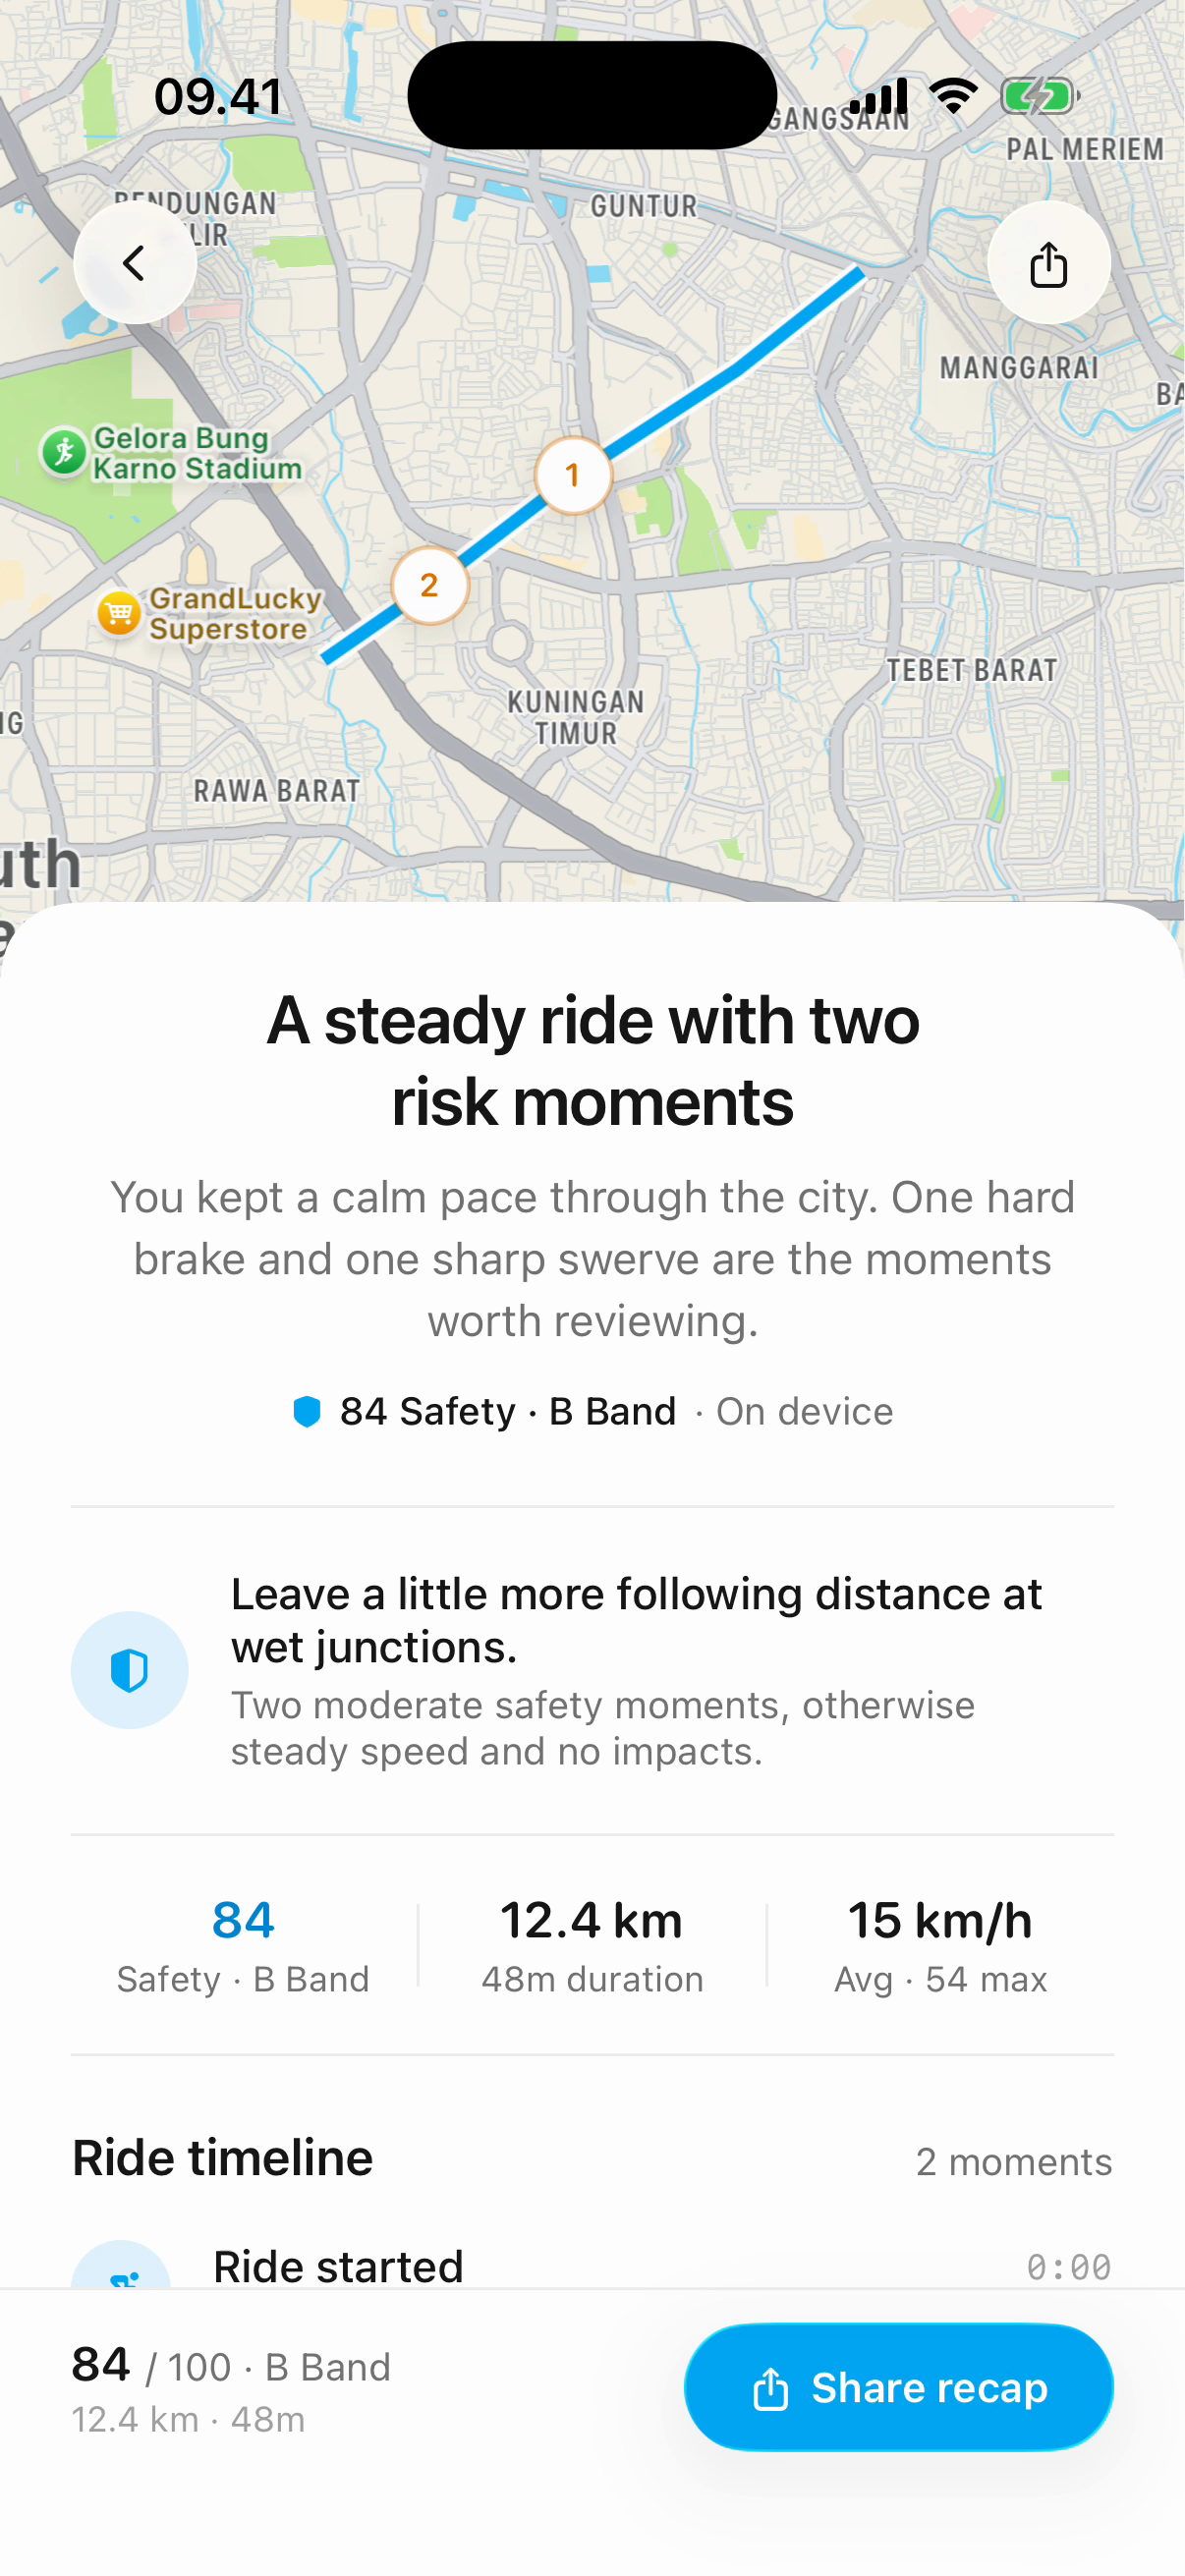 09.41
GANGSAAN
PAL MERIEM
BENDUNGAN
LIR
GUNTUR
MANGGARAI
BA
Gelora Bung
Karno Stadium
1
2
GrandLucky
Superstore
TEBET BARAT
KUNINGAN
TIMUR
IG
RAWA BARAT
uth
a
A steady ride with two
risk moments
You kept a calm pace through the city. One hard
brake and one sharp swerve are the moments
worth reviewing.
84 Safety · B Band · On device
Leave a little more following distance at
wet junctions.
Two moderate safety moments, otherwise
steady speed and no impacts.
84
Safety · B Band
12.4 km
48m duration
15 km/h
Avg · 54 max
Ride timeline
2 moments
Ride started
0:00
84 / 100 · B Band
12.4 km · 48m
Share recap